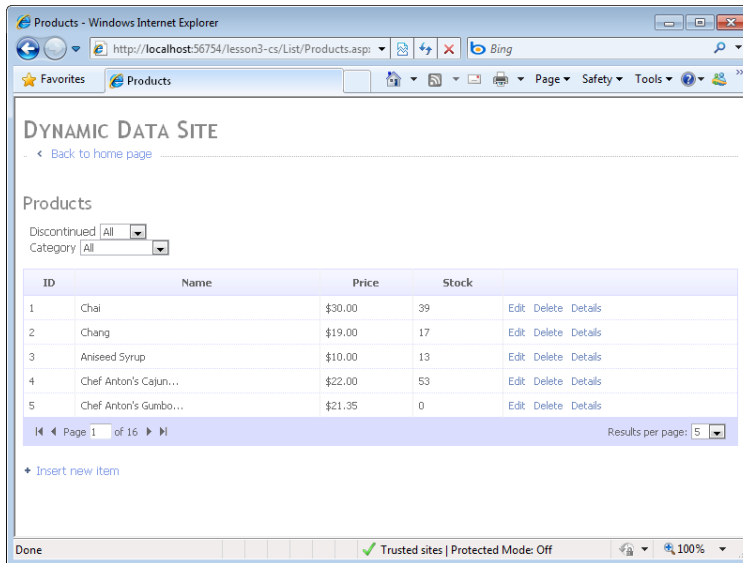 Products - Windows Internet Explorer
http://localhost:56754/lesson3-cs/List/Products.asp
Bing
Favorites Products Page Safety Tools
DYNAMIC DATA SITE
Back to home page
Products
Discontinued All
Category All
ID Name Price Stock
1 Chai $30.00 39 Edit Delete Details
2 Chang $19.00 17 Edit Delete Details
3 Aniseed Syrup $10.00 13 Edit Delete Details
4 Chef Anton's Cajun... $22.00 53 Edit Delete Details
5 Chef Anton's Gumbo... $21.35 0 Edit Delete Details
Page 1 of 16 Results per page: 5
Insert new item
Done Trusted sites | Protected Mode: Off 100%